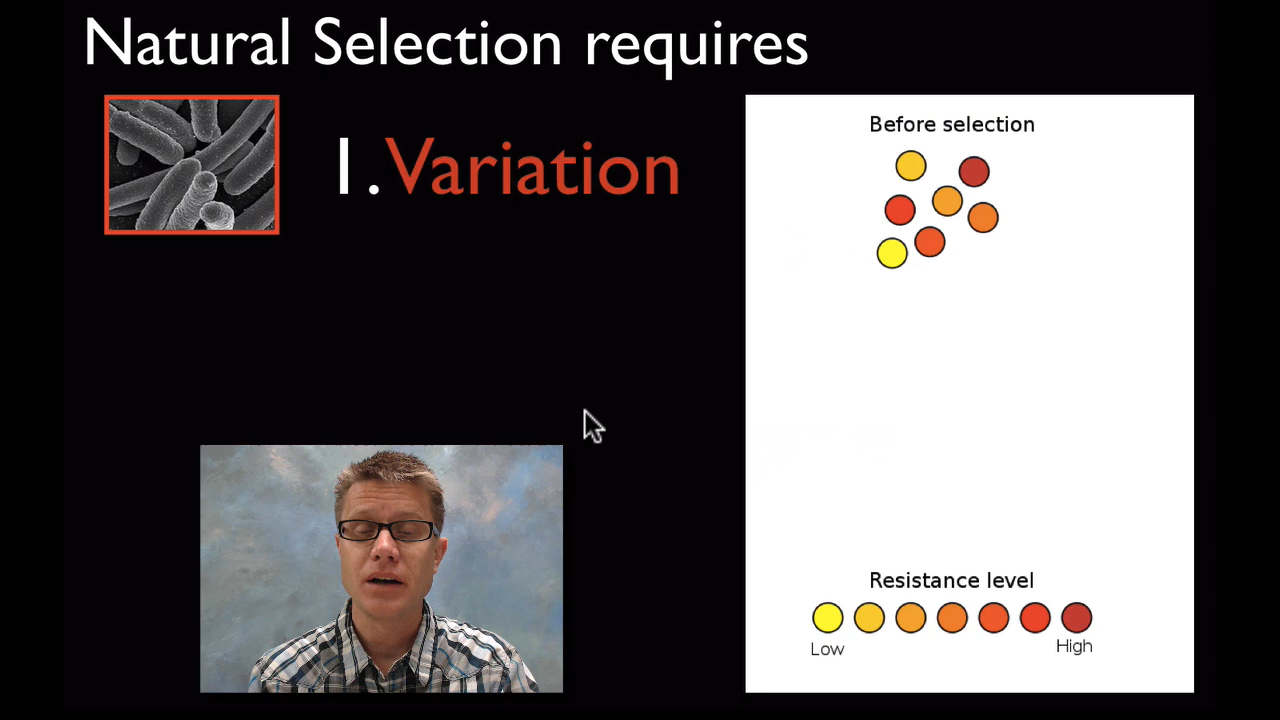 Natural Selection requires
1. Variation
Before selection
Resistance level
Low
High